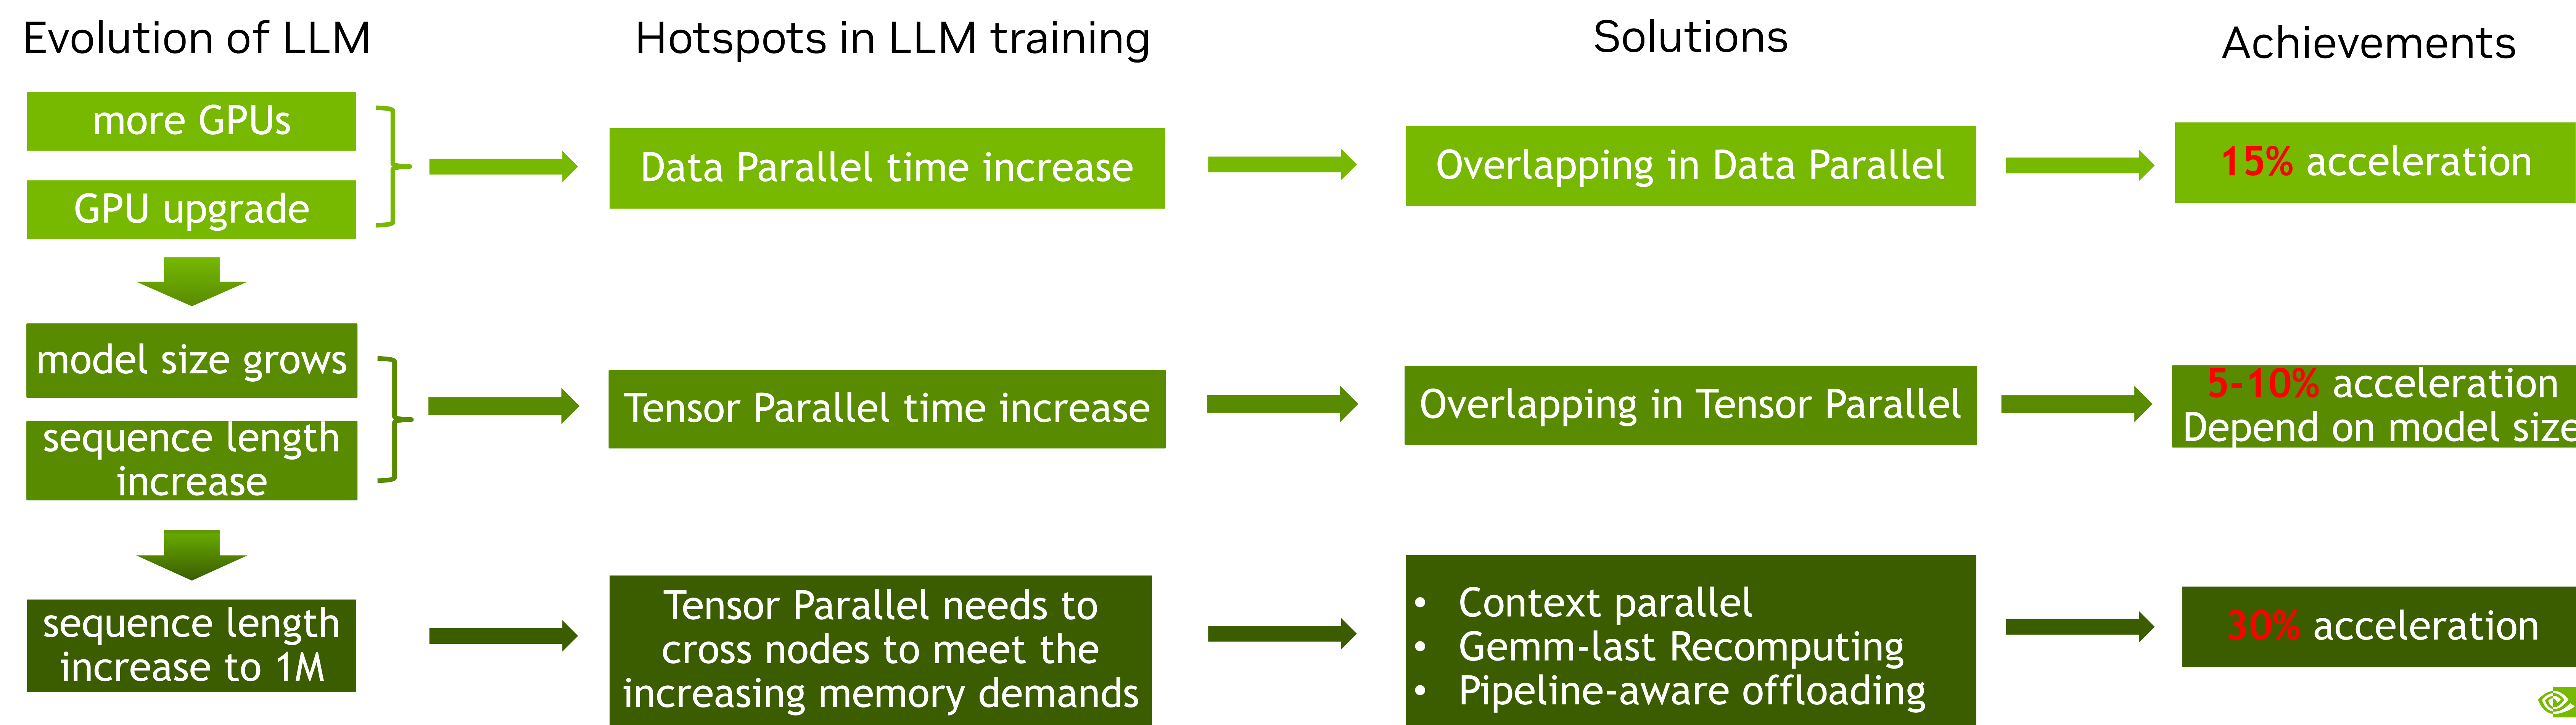 Evolution of LLM
Hotspots in LLM training
Solutions
Achievements
more GPUs
GPU upgrade
Data Parallel time increase
Overlapping in Data Parallel
15% acceleration
model size grows
sequence length
increase
Tensor Parallel time increase
Overlapping in Tensor Parallel
5-10% acceleration
Depend on model size
sequence length
increase to 1M
Tensor Parallel needs to
cross nodes to meet the
increasing memory demands
• Context parallel
• Gemm-last Recomputing
• Pipeline-aware offloading
30% acceleration